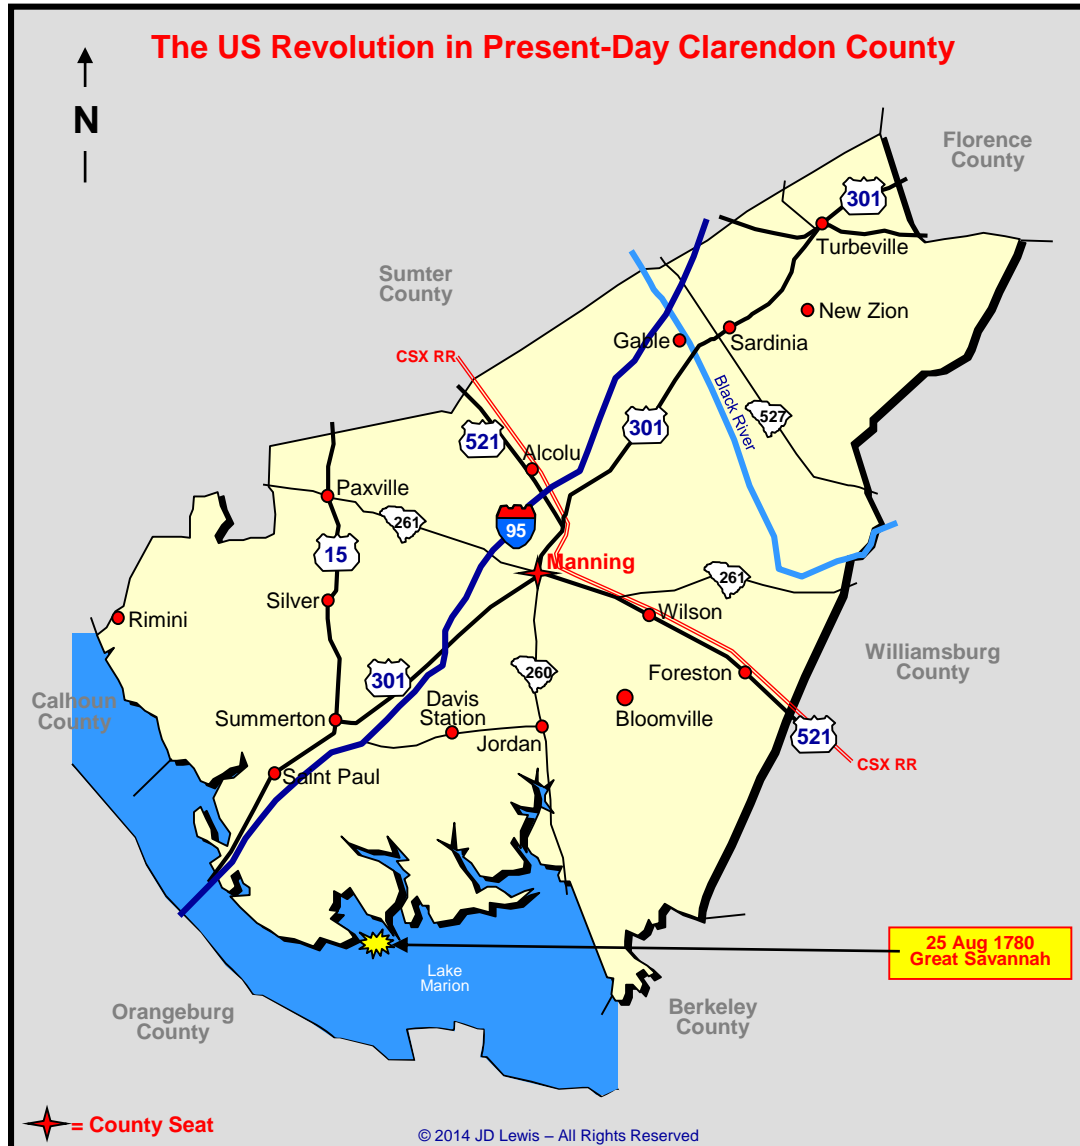 The US Revolution in Present-Day Clarendon County
N
Florence
County
301
Turbeville
Sumter
County
New Zion
Gable
Sardinia
CSX RR
Black River
527
301
521
Alcolu
Paxville
261
95
15
Manning
261
Silver
Wilson
Rimini
Williamsburg
County
260
Foreston
301
Calhoun
County
Davis
Station
Bloomville
Summerton
Jordan
521
CSX RR
Saint Paul
25 Aug 1780
Great Savannah
Lake
Marion
Orangeburg
County
Berkeley
County
= County Seat
© 2014 JD Lewis – All Rights Reserved